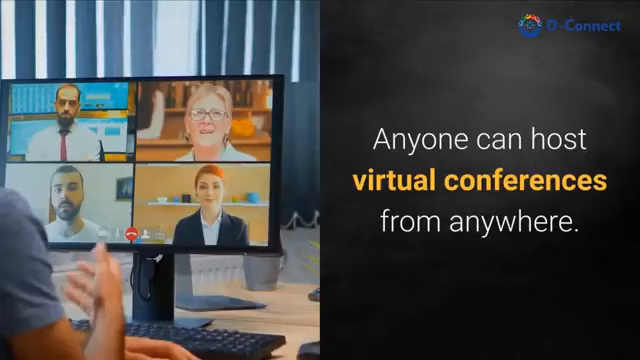 O-Connect
Anyone can host
virtual conferences
from anywhere.